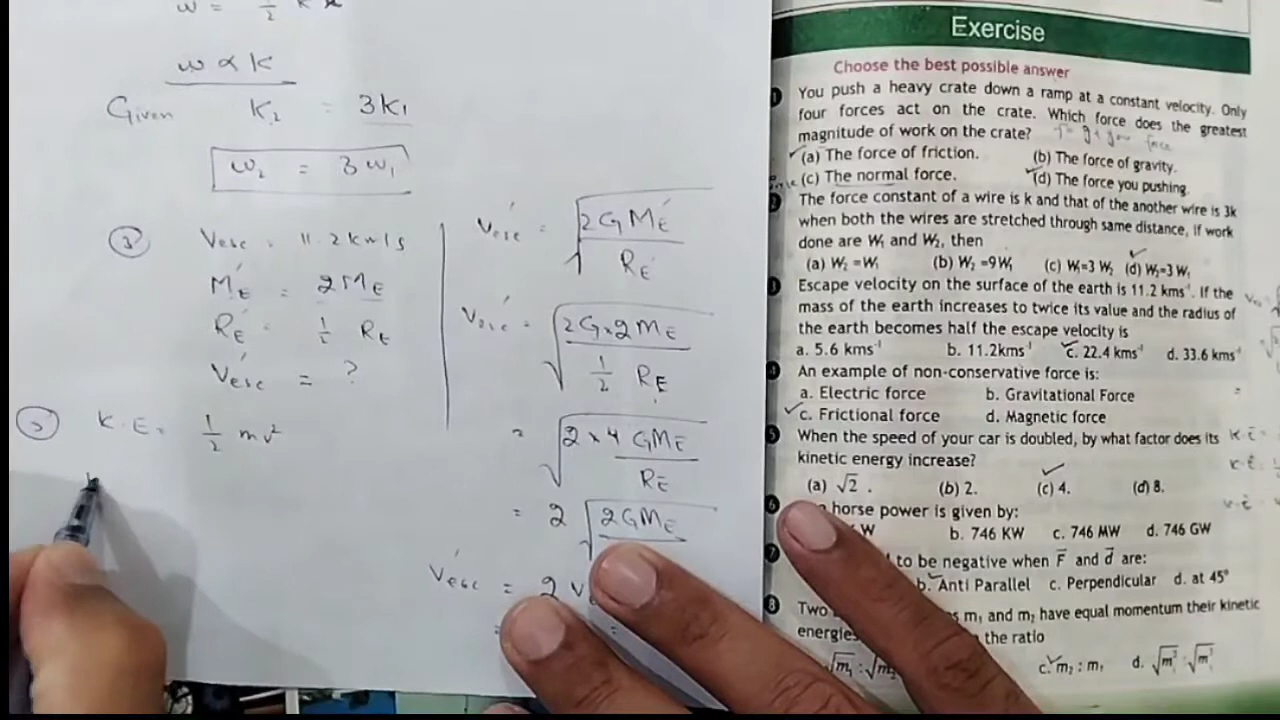 w = 1/2 k x
w ∝ k
Given K₂ = 3K₁
w₂ = 3w₁
③ Vesc = 11.2 km/s
M′E = 2ME
R′E = 1/2 RE
V′esc = ?
V′esc = √(2GM′E / R′E)
V′esc = √(2G×2ME / 1/2 RE)
= √(2×4 GME / RE)
= 2 √(2GME
V′esc = 2 V
⑤ K.E = 1/2 mv²
Exercise
Choose the best possible answer
1 You push a heavy crate down a ramp at a constant velocity. Only
four forces act on the crate. Which force does the greatest
magnitude of work on the crate?
(a) The force of friction. (b) The force of gravity.
(c) The normal force. (d) The force you pushing.
2 The force constant of a wire is k and that of the another wire is 3k
when both the wires are stretched through same distance, if work
done are W₁ and W₂, then
(a) W₂ =W₁ (b) W₂ =9W₁ (c) W₁=3 W₂ (d) W₂=3 W₁
3 Escape velocity on the surface of the earth is 11.2 kms⁻¹. If the
mass of the earth increases to twice its value and the radius of
the earth becomes half the escape velocity is
a. 5.6 kms⁻¹ b. 11.2kms⁻¹ c. 22.4 kms⁻¹ d. 33.6 kms⁻¹
4 An example of non-conservative force is:
a. Electric force b. Gravitational Force
c. Frictional force d. Magnetic force
5 When the speed of your car is doubled, by what factor does its
kinetic energy increase?
(a) √2 . (b) 2. (c) 4. (d) 8.
6 horse power is given by:
W b. 746 KW c. 746 MW d. 746 GW
7 to be negative when F⃗ and d⃗ are:
b. Anti Parallel c. Perpendicular d. at 45°
8 Two m₁ and m₂ have equal momentum their kinetic
energies the ratio
√m₁ : √m₂ c. m₂ : m₁